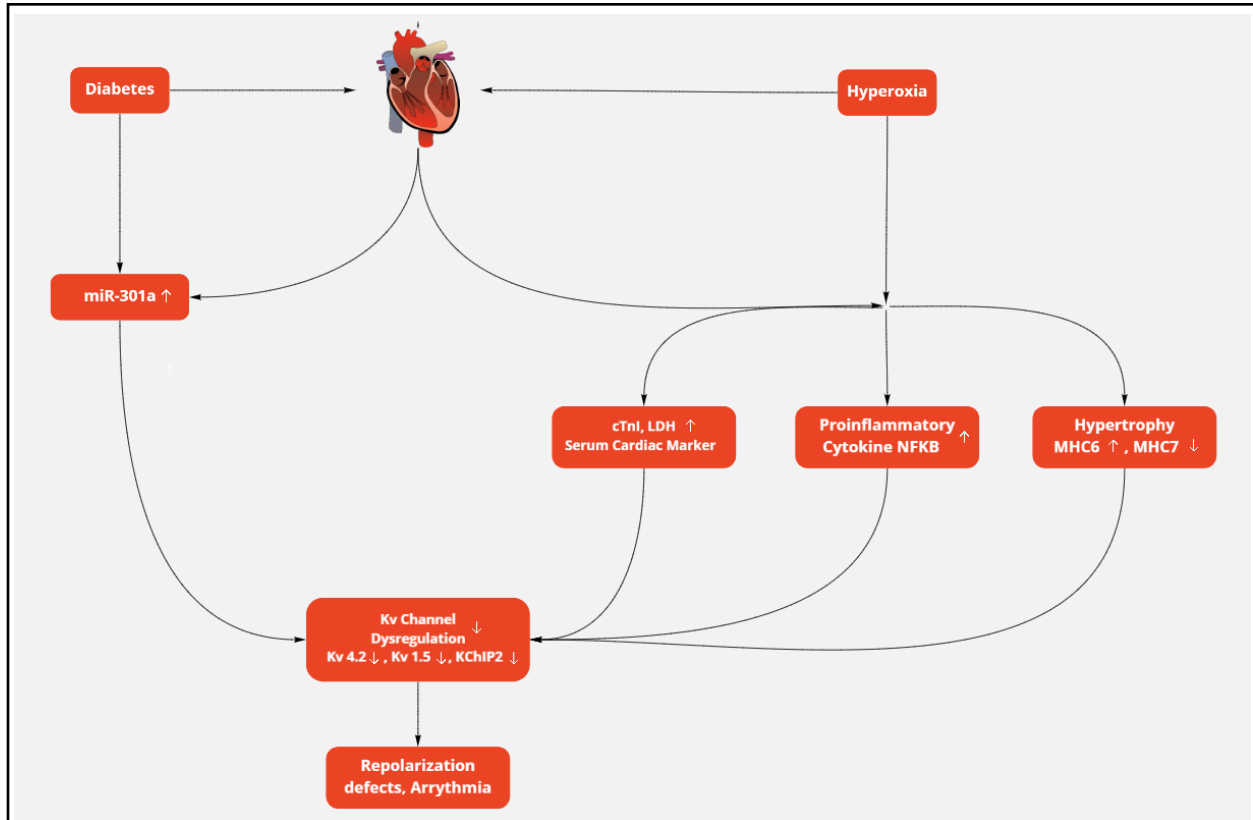 Diabetes
Hyperoxia
miR-301a ↑
cTnI, LDH ↑
Serum Cardiac Marker
Proinflammatory
Cytokine NFKB ↑
Hypertrophy
MHC6 ↑ , MHC7 ↓
Kv Channel
Dysregulation ↓
Kv 4.2 ↓ , Kv 1.5 ↓, KChIP2 ↓
Repolarization
defects, Arrythmia